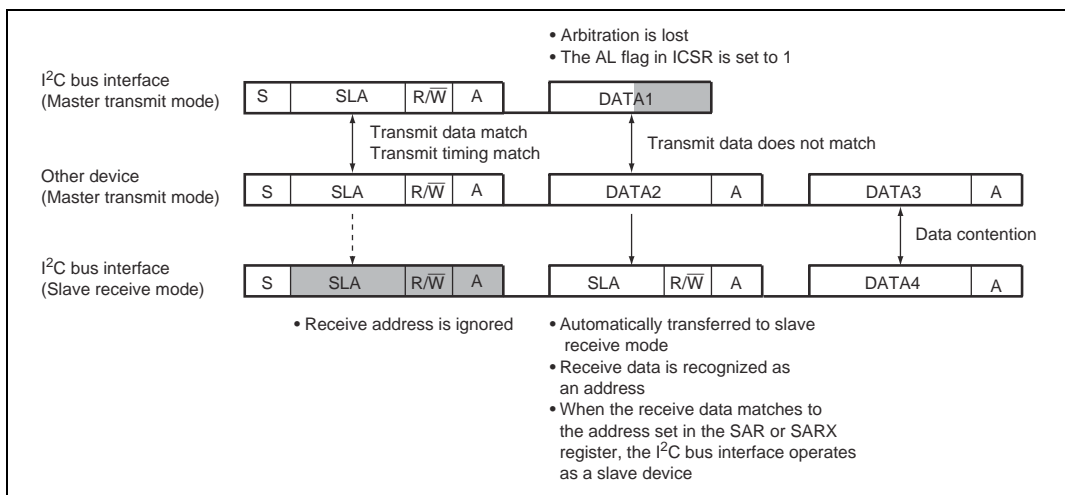 • Arbitration is lost
• The AL flag in ICSR is set to 1
I²C bus interface
(Master transmit mode)
S SLA R/W̅ A DATA1
Transmit data match
Transmit timing match
Transmit data does not match
Other device
(Master transmit mode)
S SLA R/W̅ A DATA2 A DATA3 A
Data contention
I²C bus interface
(Slave receive mode)
S SLA R/W̅ A SLA R/W̅ A DATA4 A
• Receive address is ignored
• Automatically transferred to slave
receive mode
• Receive data is recognized as
an address
• When the receive data matches to
the address set in the SAR or SARX
register, the I²C bus interface operates
as a slave device